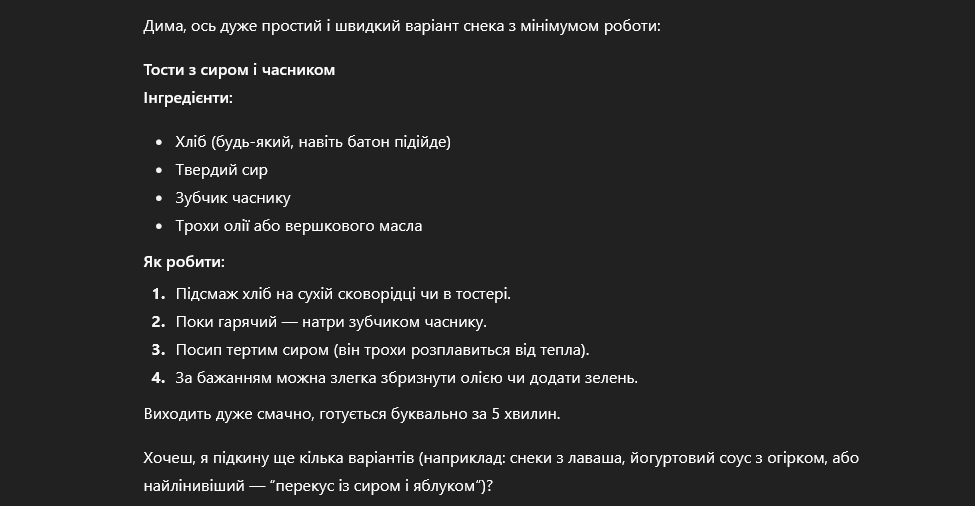 Дима, ось дуже простий і швидкий варіант снека з мінімумом роботи:
Тости з сиром і часником
Інгредієнти:
• Хліб (будь-який, навіть батон підійде)
• Твердий сир
• Зубчик часнику
• Трохи олії або вершкового масла
Як робити:
1. Підсмаж хліб на сухій сковорідці чи в тостері.
2. Поки гарячий — натри зубчиком часнику.
3. Посип тертим сиром (він трохи розплавиться від тепла).
4. За бажанням можна злегка збризнути олією чи додати зелень.
Виходить дуже смачно, готується буквально за 5 хвилин.
Хочеш, я підкину ще кілька варіантів (наприклад: снеки з лаваша, йогуртовий соус з огірком, або
найлінивіший — “перекус із сиром і яблуком”)?